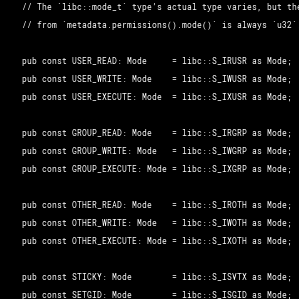 // The `libc::mode_t` type's actual type varies, but the
// from `metadata.permissions().mode()` is always `u32`
pub const USER_READ: Mode = libc::S_IRUSR as Mode;
pub const USER_WRITE: Mode = libc::S_IWUSR as Mode;
pub const USER_EXECUTE: Mode = libc::S_IXUSR as Mode;
pub const GROUP_READ: Mode = libc::S_IRGRP as Mode;
pub const GROUP_WRITE: Mode = libc::S_IWGRP as Mode;
pub const GROUP_EXECUTE: Mode = libc::S_IXGRP as Mode;
pub const OTHER_READ: Mode = libc::S_IROTH as Mode;
pub const OTHER_WRITE: Mode = libc::S_IWOTH as Mode;
pub const OTHER_EXECUTE: Mode = libc::S_IXOTH as Mode;
pub const STICKY: Mode = libc::S_ISVTX as Mode;
pub const SETGID: Mode = libc::S_ISGID as Mode;